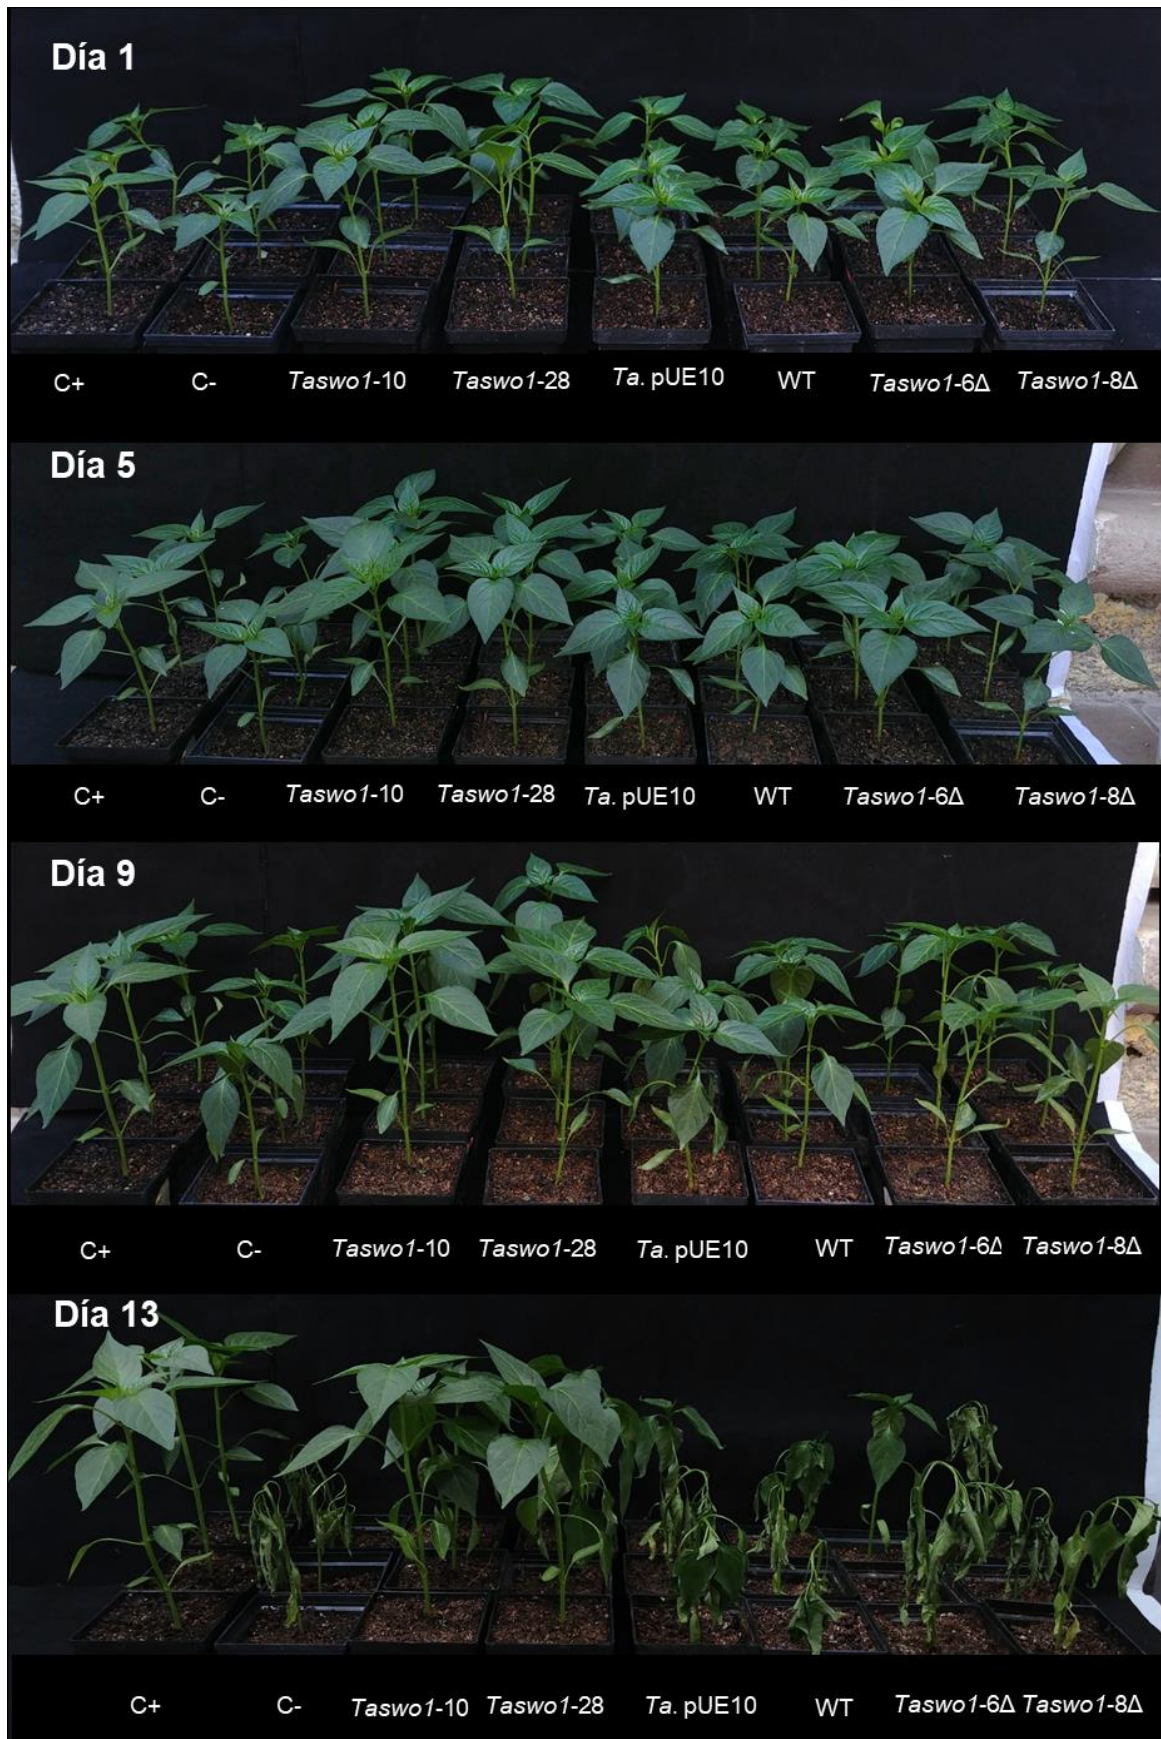 Día 1
C+ C- Taswo1-10 Taswo1-28 Ta. pUE10 WT Taswo1-6Δ Taswo1-8Δ
Día 5
C+ C- Taswo1-10 Taswo1-28 Ta. pUE10 WT Taswo1-6Δ Taswo1-8Δ
Día 9
C+ C- Taswo1-10 Taswo1-28 Ta. pUE10 WT Taswo1-6Δ Taswo1-8Δ
Día 13
C+ C- Taswo1-10 Taswo1-28 Ta. pUE10 WT Taswo1-6Δ Taswo1-8Δ